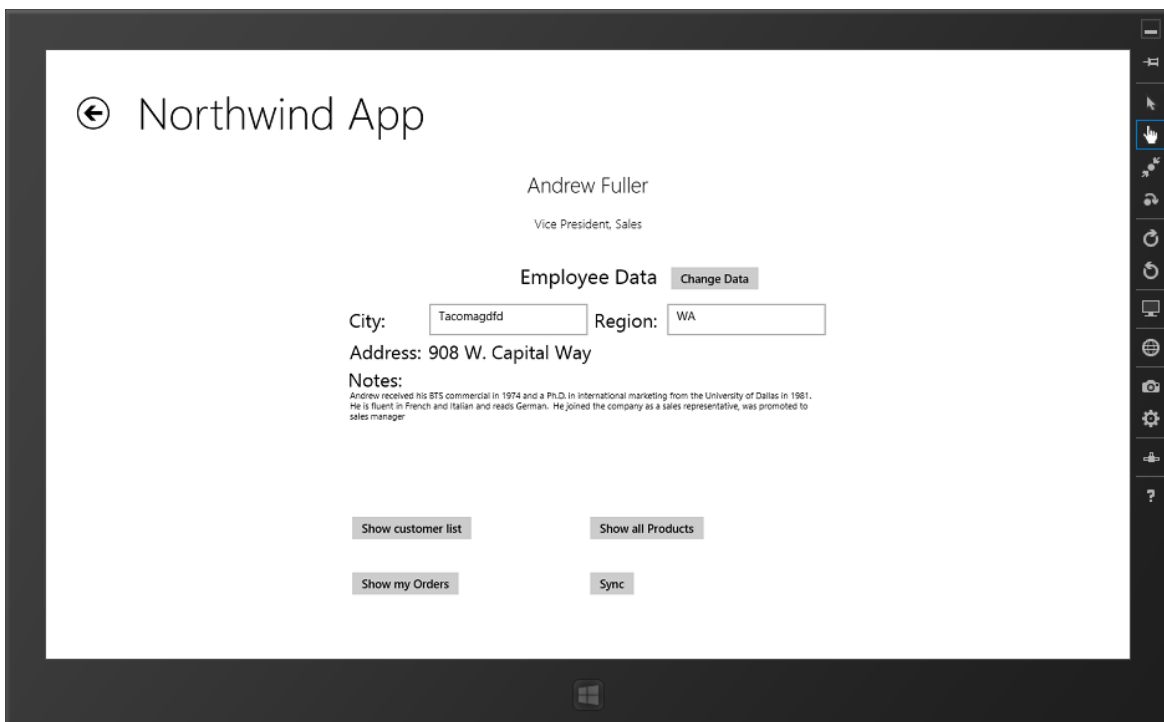 Northwind App
Andrew Fuller
Vice President, Sales
Employee Data Change Data
City: Tacomagdfd Region: WA
Address: 908 W. Capital Way
Notes:
Andrew received his BTS commercial in 1974 and a Ph.D. in international marketing from the University of Dallas in 1981.
He is fluent in French and Italian and reads German. He joined the company as a sales representative, was promoted to
sales manager
Show customer list Show all Products
Show my Orders Sync
?